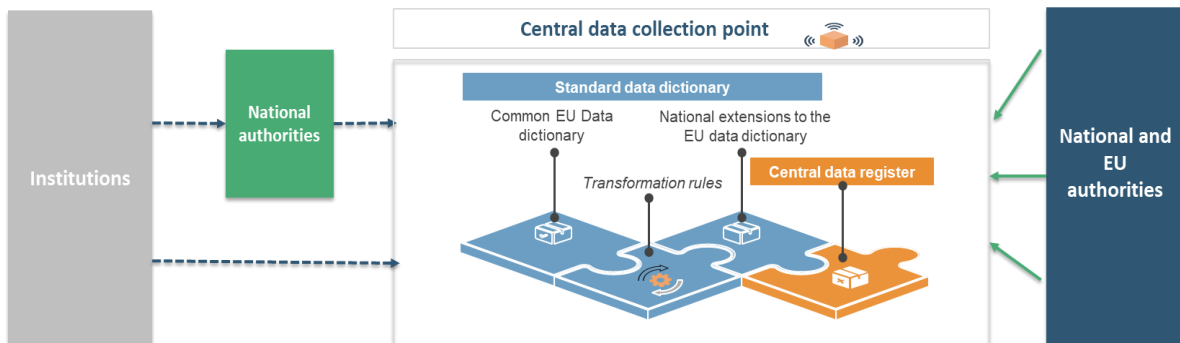 Institutions
National
authorities
Central data collection point
Standard data dictionary
Common EU Data
dictionary
National extensions to the
EU data dictionary
Transformation rules
Central data register
National and
EU
authorities